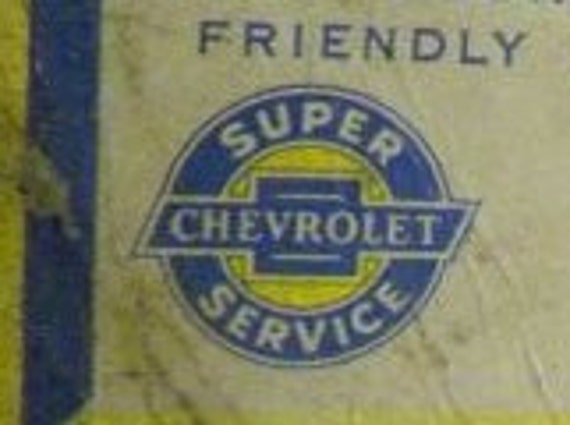 FRIENDLY
SUPER
CHEVROLET
SERVICE